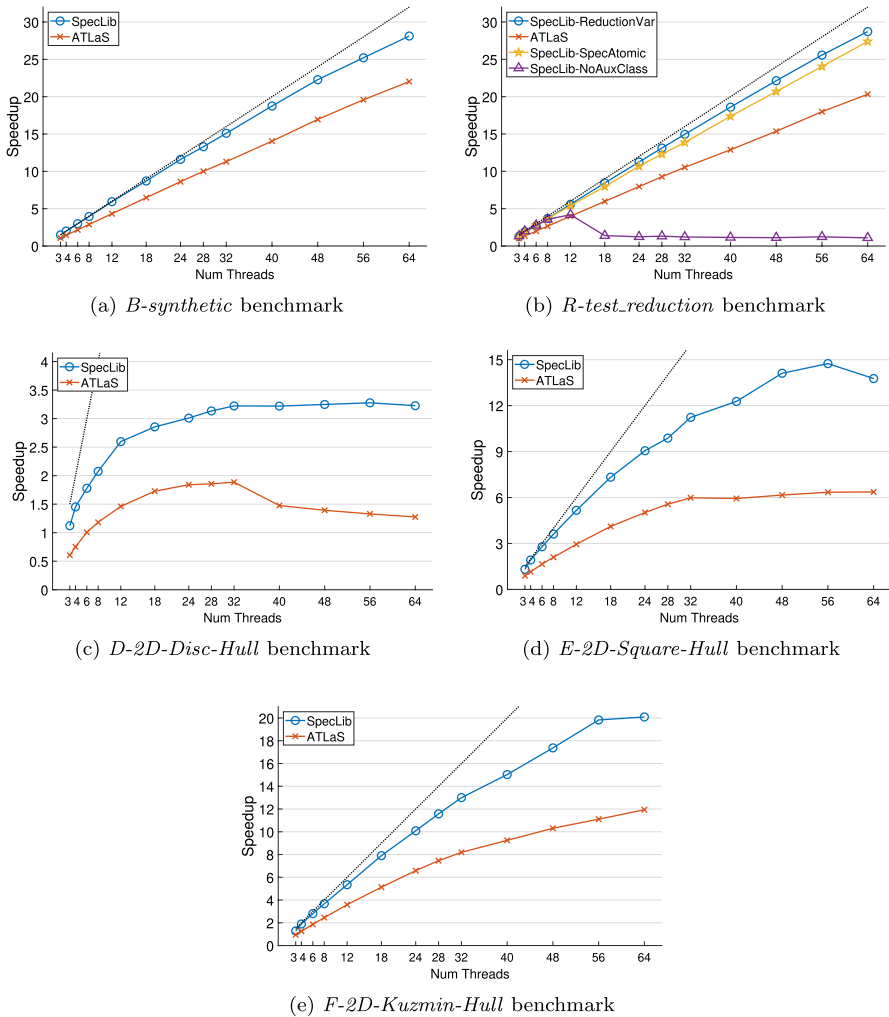 SpecLib
ATLaS
Speedup
30
25
20
15
10
5
0
3 4 6 8 12 18 24 28 32 40 48 56 64
Num Threads
(a) B-synthetic benchmark
SpecLib-ReductionVar
ATLaS
SpecLib-SpecAtomic
SpecLib-NoAuxClass
Speedup
30
25
20
15
10
5
0
3 4 6 8 12 18 24 28 32 40 48 56 64
Num Threads
(b) R-test_reduction benchmark
SpecLib
ATLaS
Speedup
4
3.5
3
2.5
2
1.5
1
0.5
0
3 4 6 8 12 18 24 28 32 40 48 56 64
Num Threads
(c) D-2D-Disc-Hull benchmark
SpecLib
ATLaS
Speedup
15
12
9
6
3
0
3 4 6 8 12 18 24 28 32 40 48 56 64
Num Threads
(d) E-2D-Square-Hull benchmark
SpecLib
ATLaS
Speedup
20
18
16
14
12
10
8
6
4
2
0
3 4 6 8 12 18 24 28 32 40 48 56 64
Num Threads
(e) F-2D-Kuzmin-Hull benchmark